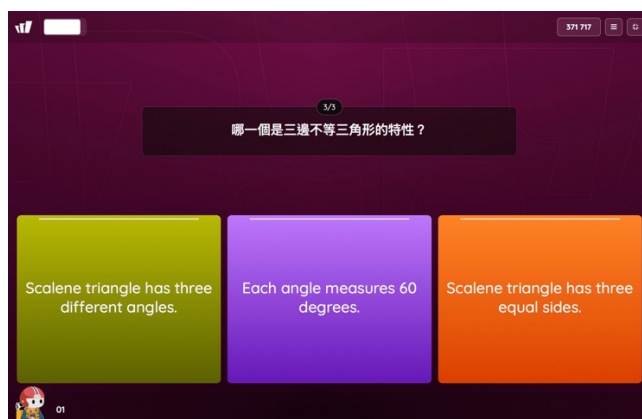 371 717
3/3
哪一個是三邊不等三角形的特性？
Scalene triangle has three
different angles.
Each angle measures 60
degrees.
Scalene triangle has three
equal sides.
01